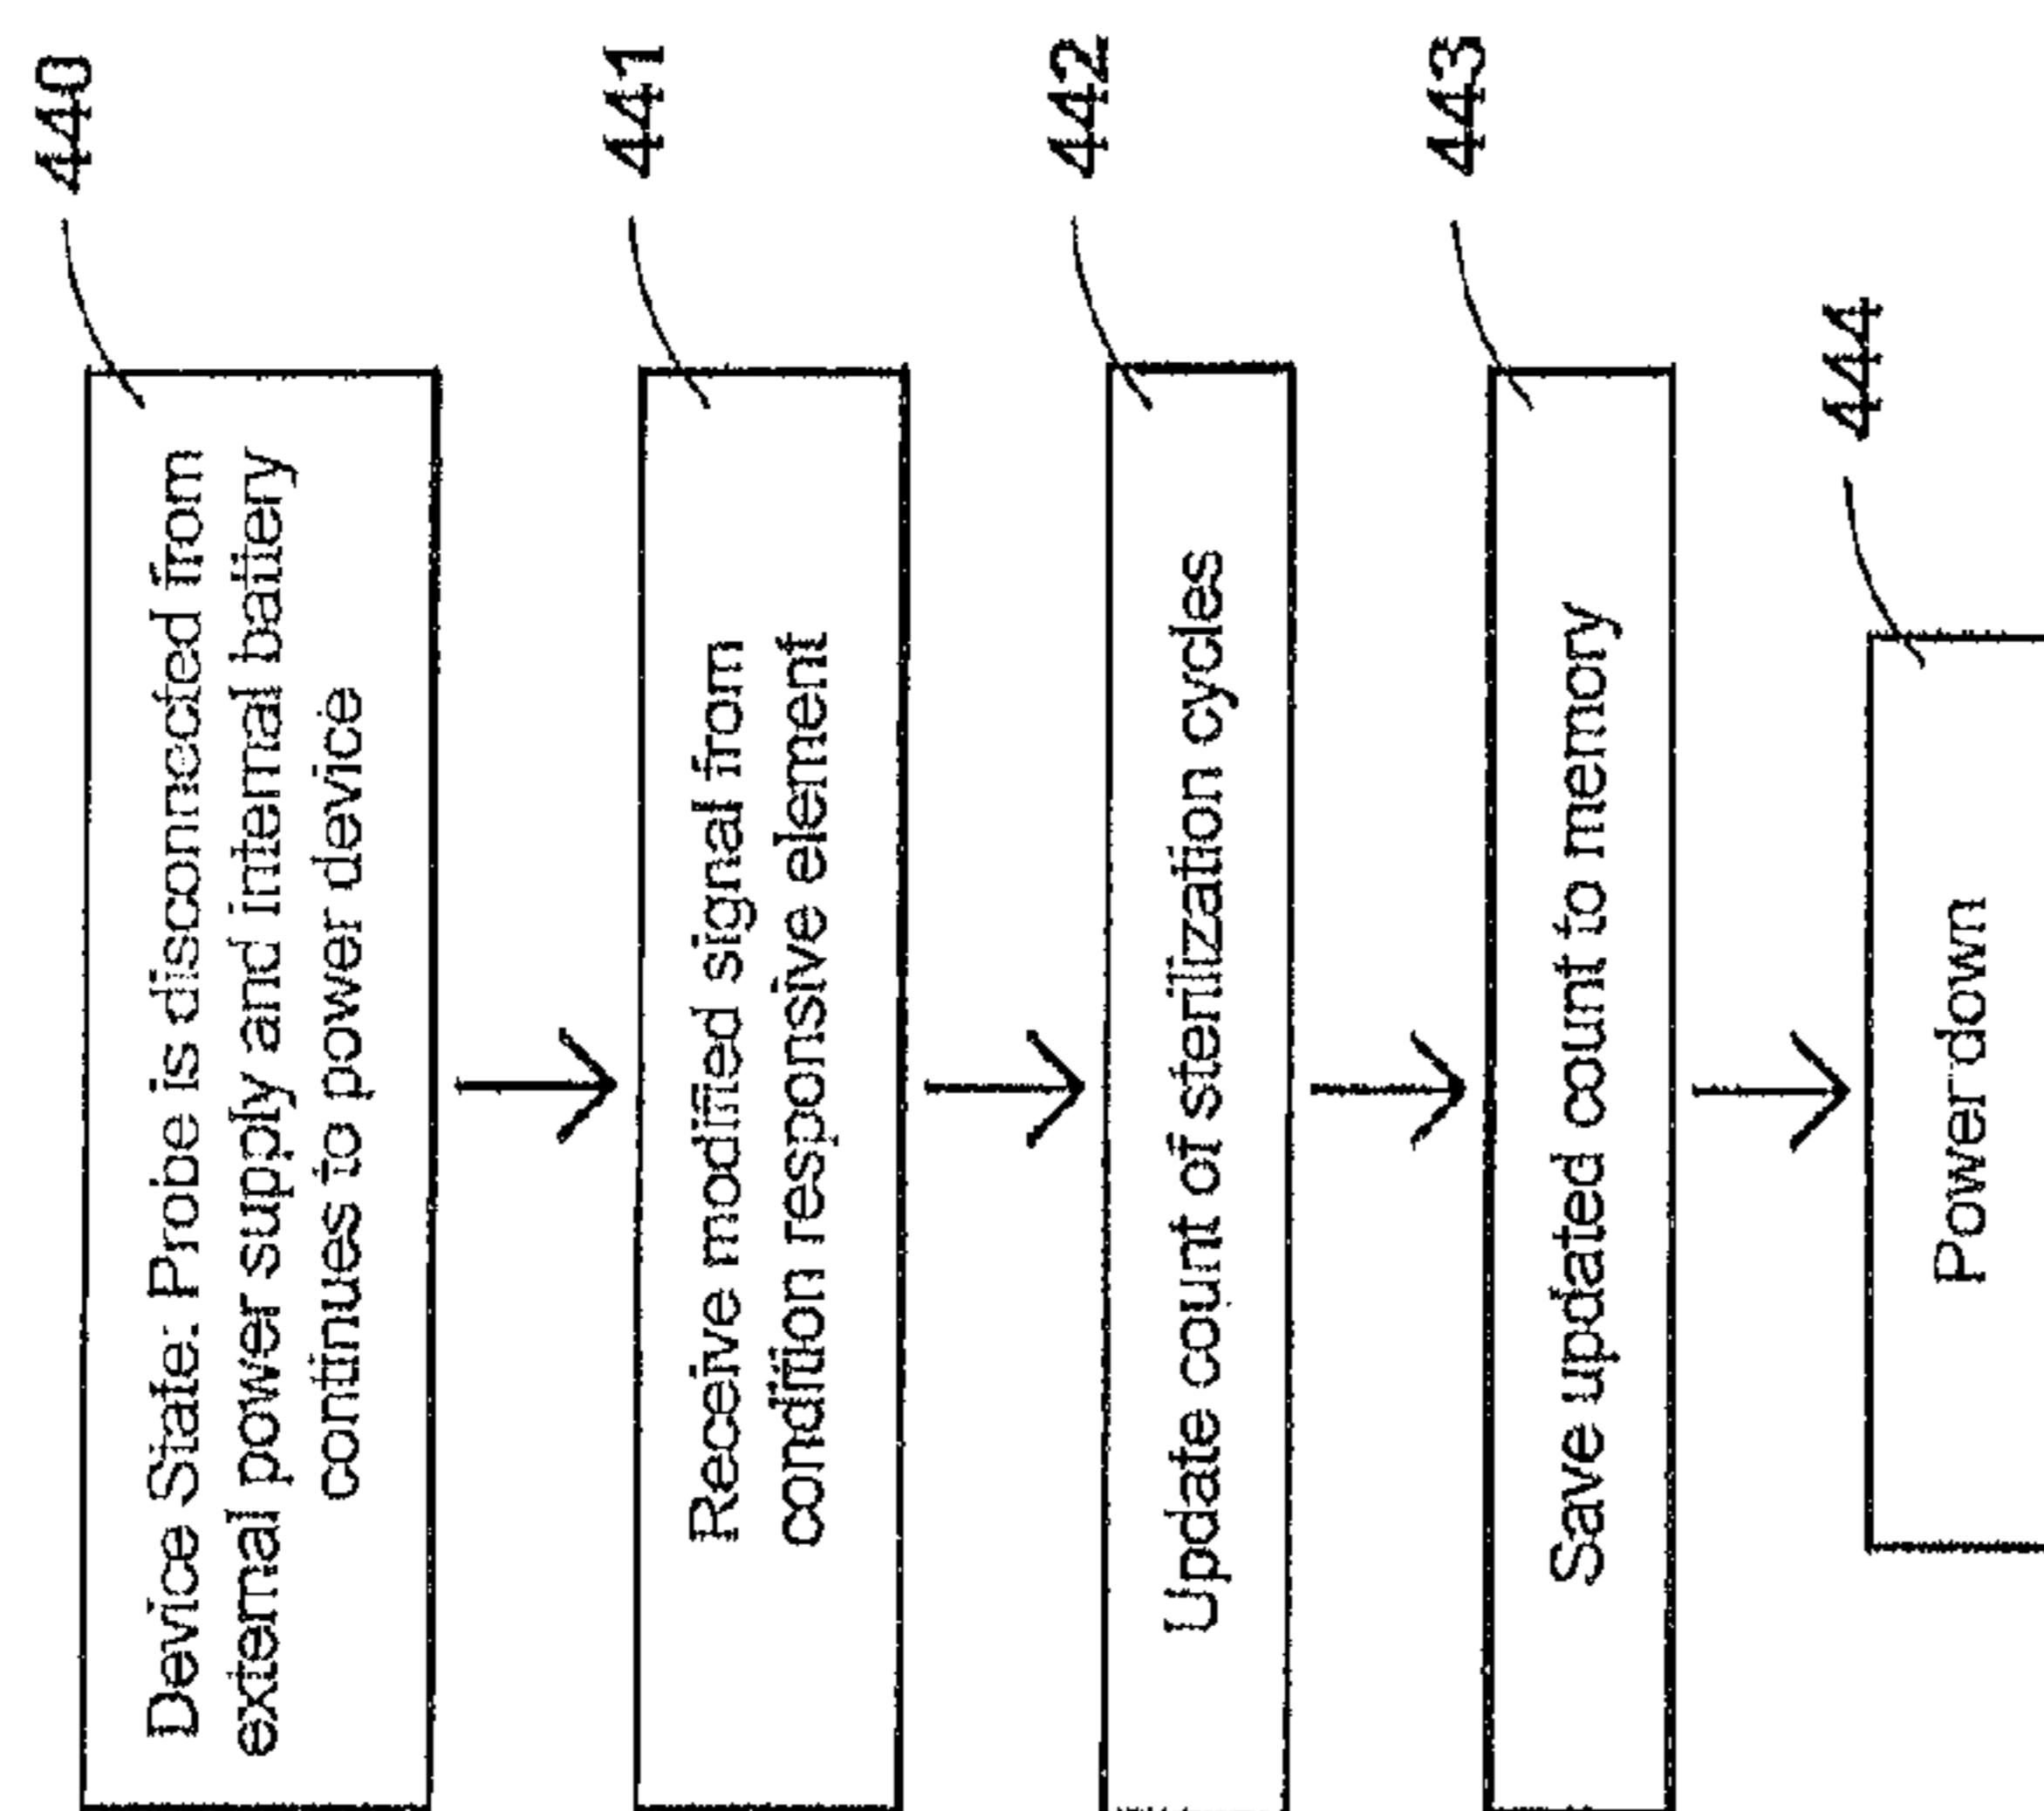 440
Device State: Probe is disconnected from
external power supply and internal battery
continues to power device
441
Receive modified signal from
condition responsive element
442
Update count of sterilization cycles
443
Save updated count to memory
444
Power down